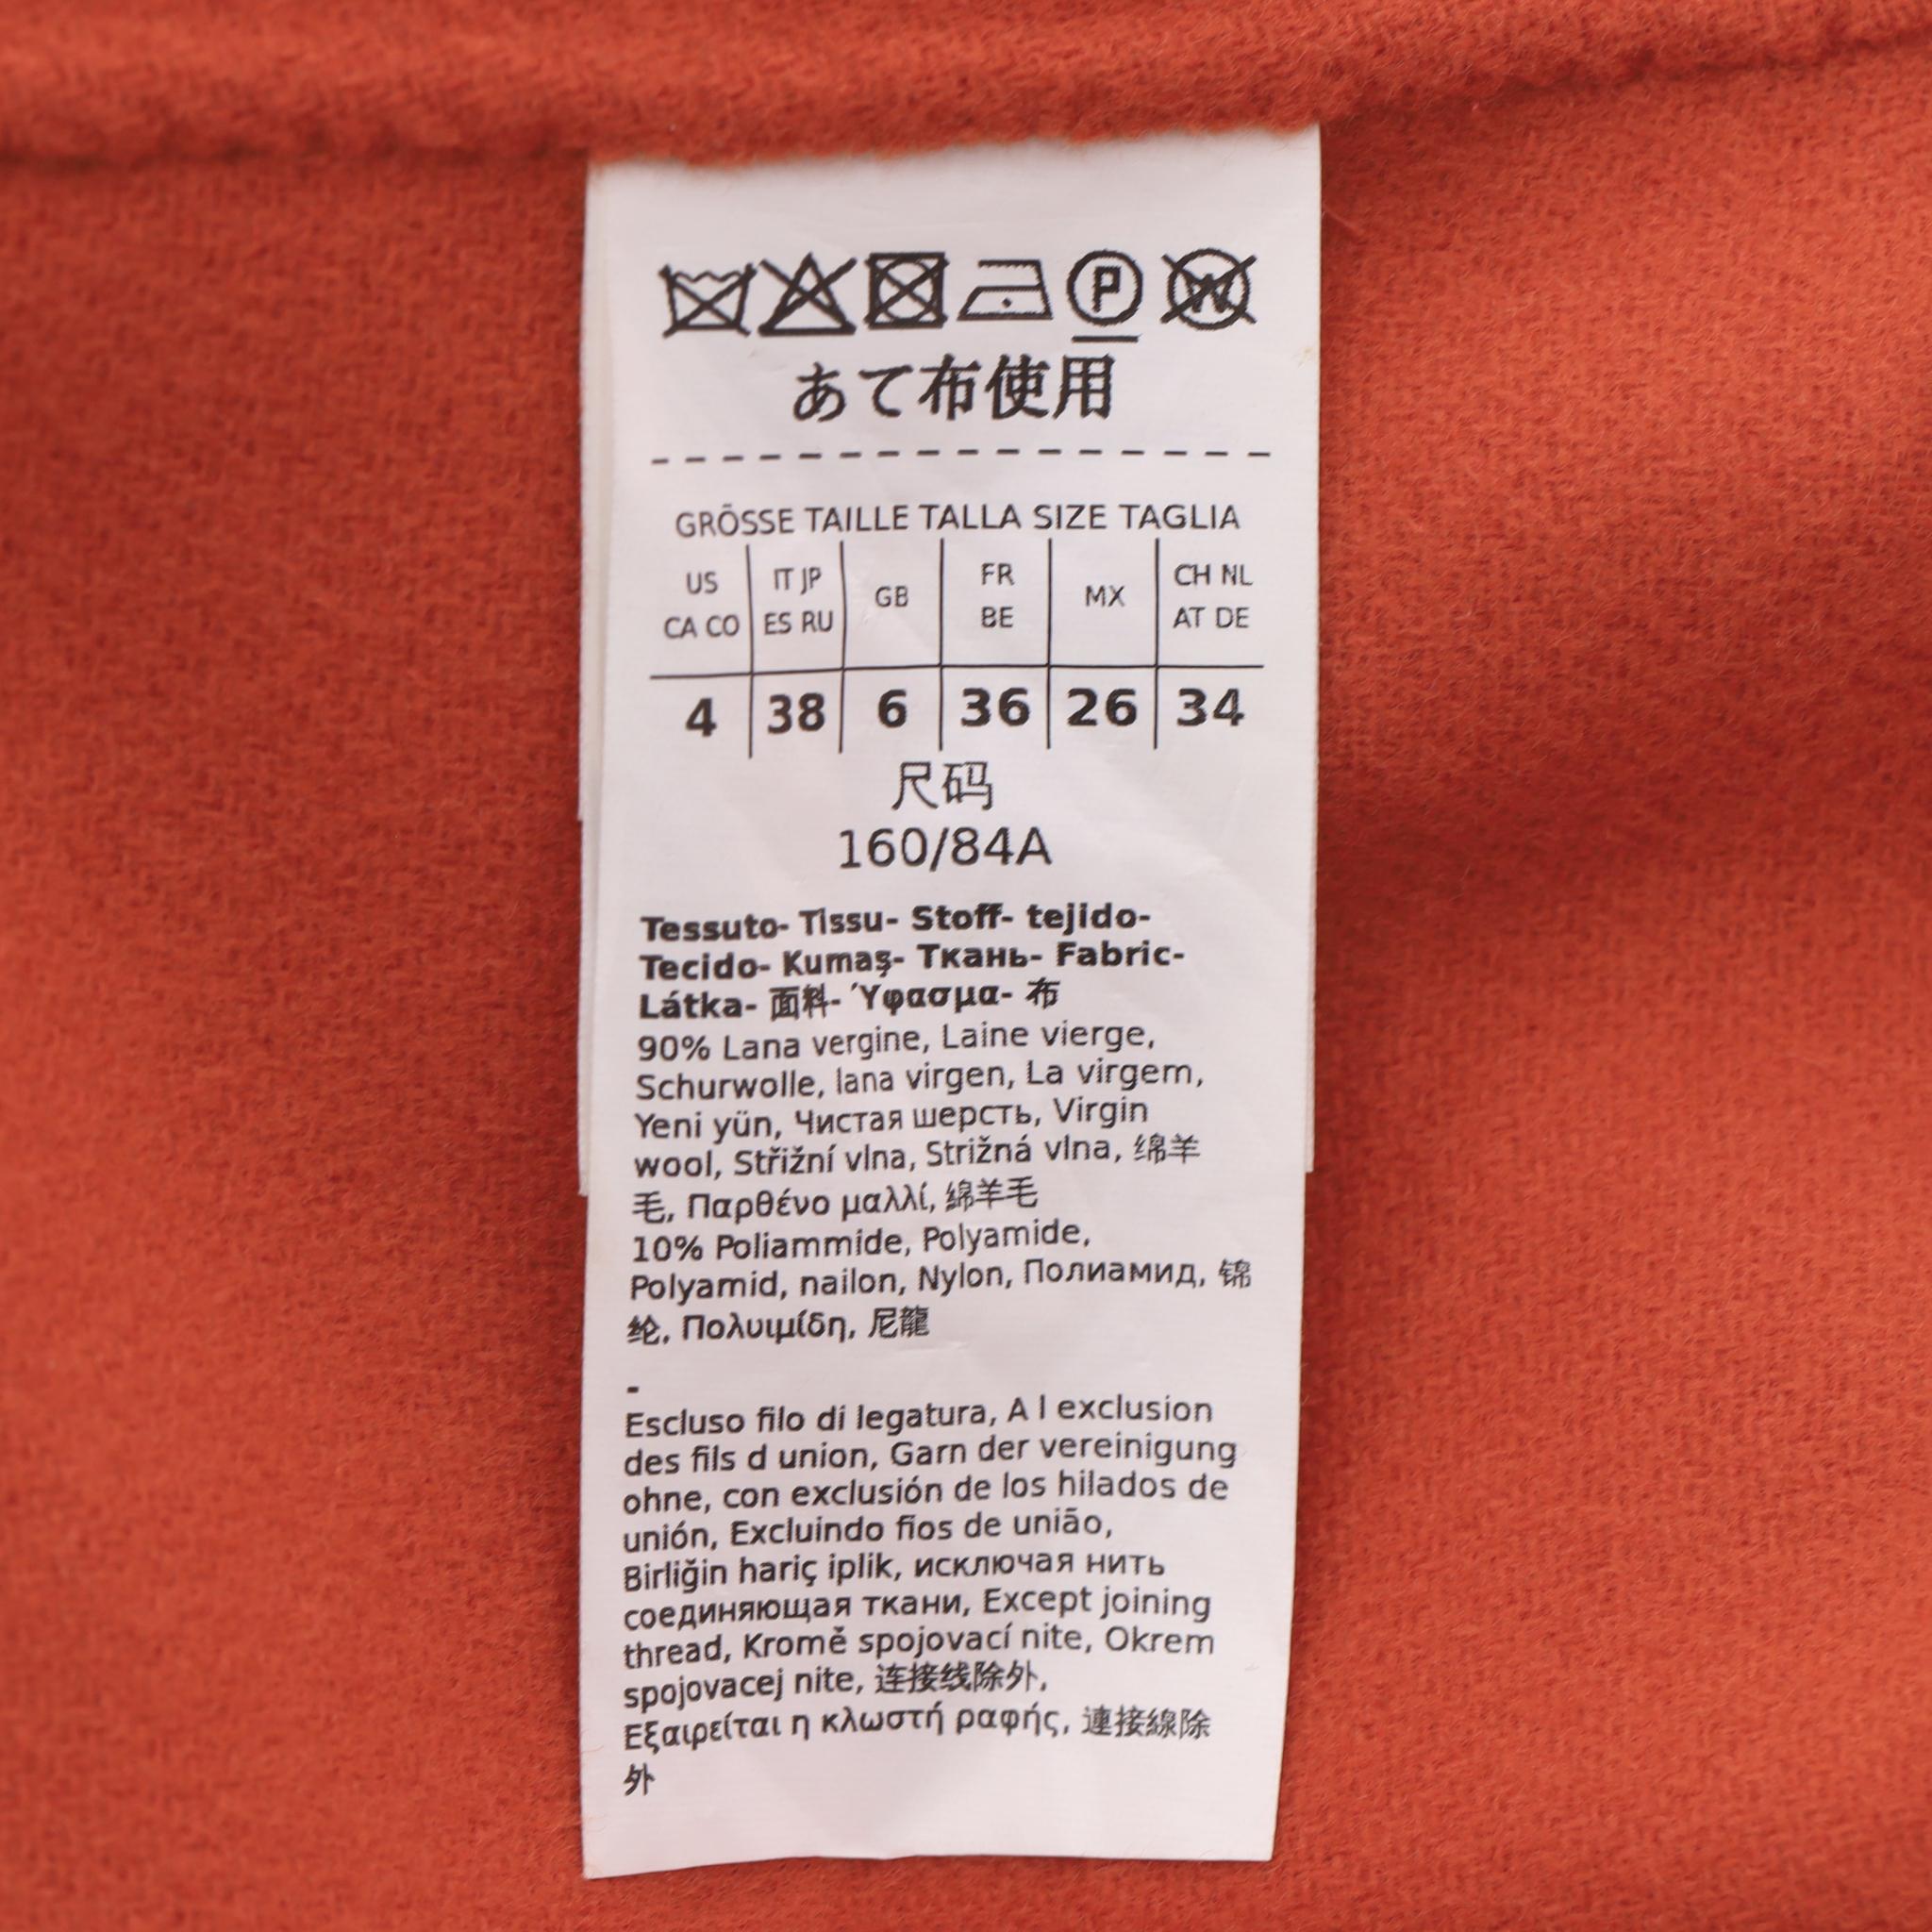 P W
あて布使用
GRÖSSE TAILLE TALLA SIZE TAGLIA
US IT JP GB FR MX CH NL
CA CO ES RU BE AT DE
4 38 6 36 26 34
尺码
160/84A
Tessuto- Tissu- Stoff- tejido-
Tecido- Kumaş- Ткань- Fabric-
Látka- 面料- Ύφασμα- 布
90% Lana vergine, Laine vierge,
Schurwolle, lana virgen, La virgem,
Yeni yün, Чистая шерсть, Virgin
wool, Střižní vlna, Strižná vlna, 绵羊
毛, Παρθένο μαλλί, 綿羊毛
10% Poliammide, Polyamide,
Polyamid, nailon, Nylon, Полиамид, 锦
纶, Πολυιμίδη, 尼龍
-
Escluso filo di legatura, A l exclusion
des fils d union, Garn der vereinigung
ohne, con exclusión de los hilados de
unión, Excluindo fios de união,
Birliğin hariç iplik, исключая нить
соединяющая ткани, Except joining
thread, Kromě spojovací nite, Okrem
spojovacej nite, 连接线除外,
Εξαιρείται η κλωστή ραφής, 連接線除
外